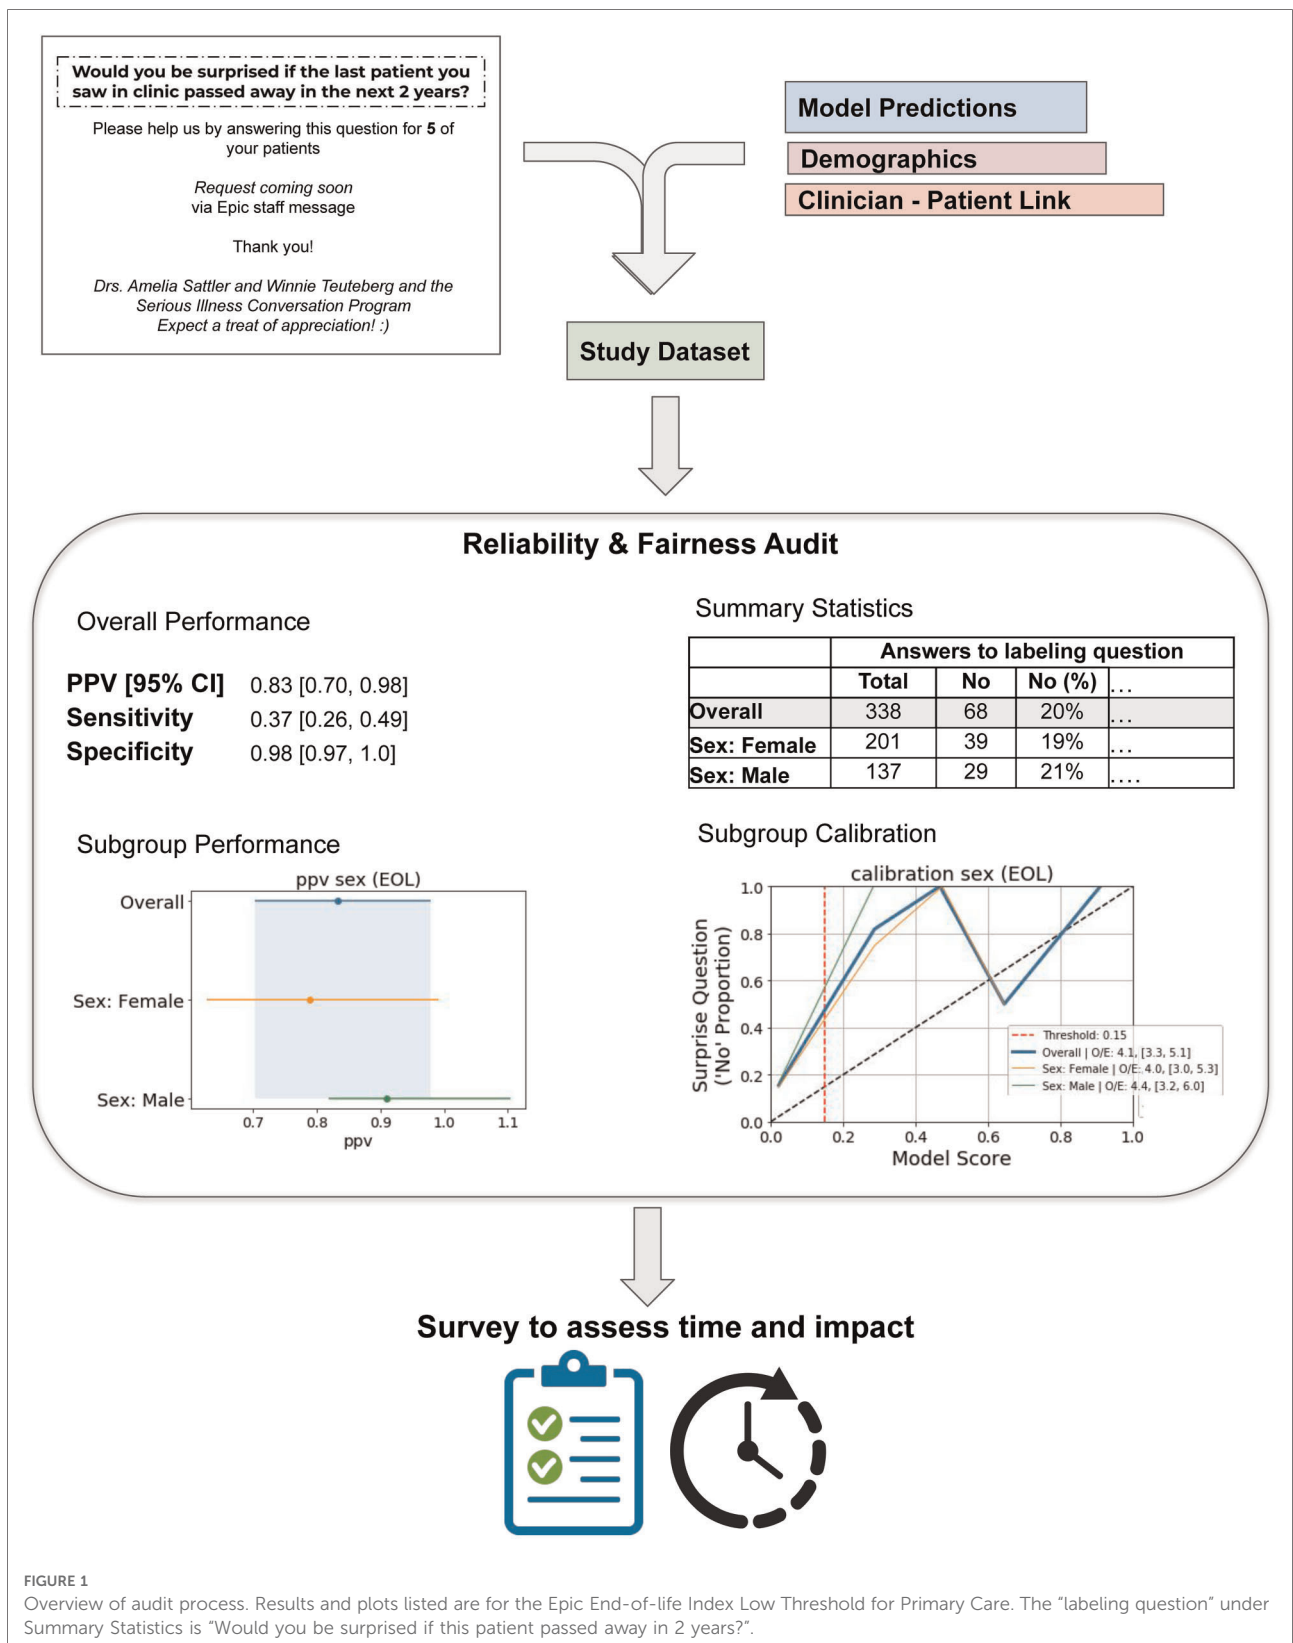 Would you be surprised if the last patient you
saw in clinic passed away in the next 2 years?
Please help us by answering this question for 5 of
your patients
Request coming soon
via Epic staff message
Thank you!
Drs. Amelia Sattler and Winnie Teuteberg and the
Serious Illness Conversation Program
Expect a treat of appreciation! :)
Model Predictions
Demographics
Clinician - Patient Link
Study Dataset
Reliability & Fairness Audit
Overall Performance
PPV [95% CI] 0.83 [0.70, 0.98]
Sensitivity 0.37 [0.26, 0.49]
Specificity 0.98 [0.97, 1.0]
Summary Statistics
Answers to labeling question
Total No No (%) ...
Overall 338 68 20% ...
Sex: Female 201 39 19% ...
Sex: Male 137 29 21% ....
Subgroup Performance
ppv sex (EOL)
Overall
Sex: Female
Sex: Male
0.7 0.8 0.9 1.0 1.1
ppv
Subgroup Calibration
calibration sex (EOL)
Surprise Question
('No' Proportion)
1.0
0.8
0.6
0.4
0.2
0.0
Threshold: 0.15
Overall | O/E: 4.1, [3.3, 5.1]
Sex: Female | O/E: 4.0, [3.0, 5.3]
Sex: Male | O/E: 4.4, [3.2, 6.0]
0.0 0.2 0.4 0.6 0.8 1.0
Model Score
Survey to assess time and impact
FIGURE 1
Overview of audit process. Results and plots listed are for the Epic End-of-life Index Low Threshold for Primary Care. The "labeling question" under
Summary Statistics is "Would you be surprised if this patient passed away in 2 years?".